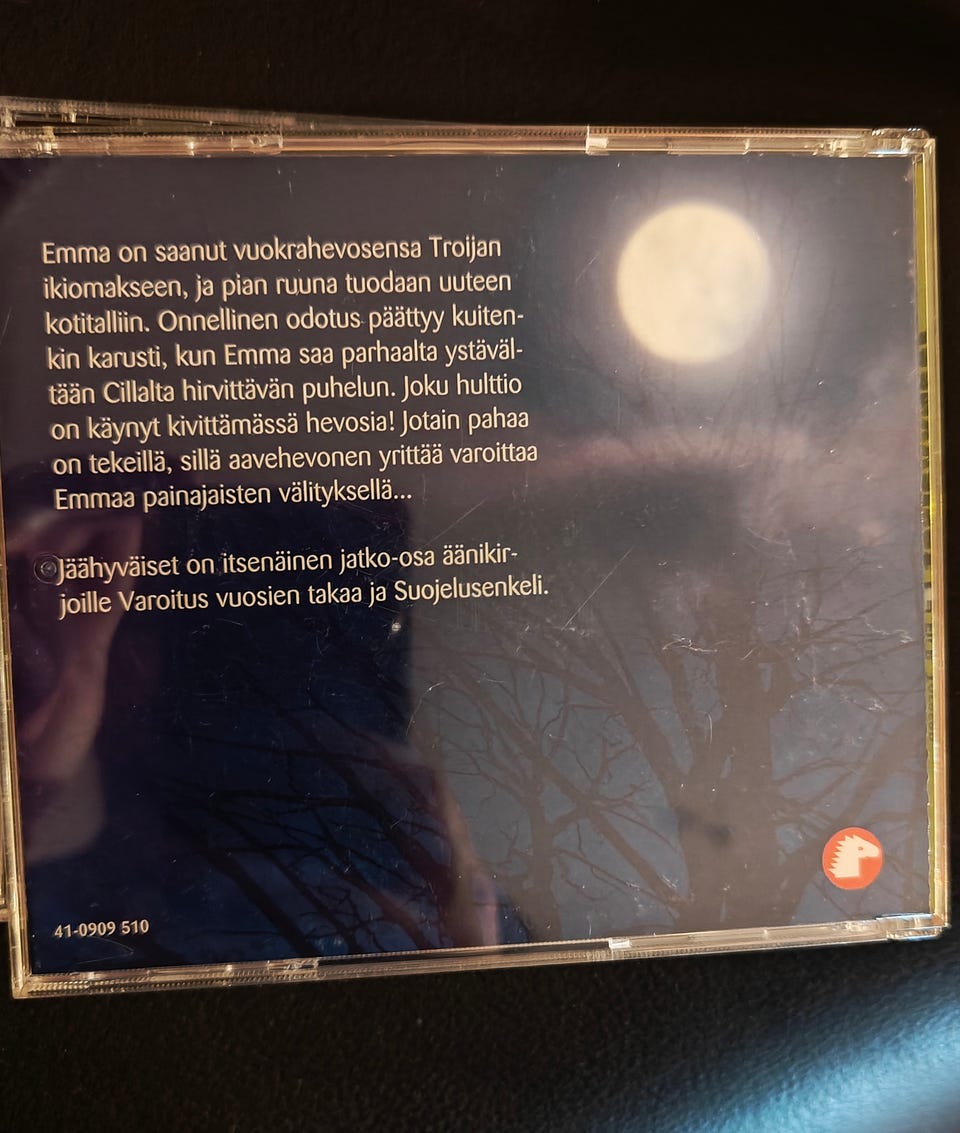 Emma on saanut vuokrahevosensa Troijan
ikiomakseen, ja pian ruuna tuodaan uuteen
kotitalliin. Onnellinen odotus päättyy kuiten-
kin karusti, kun Emma saa parhaalta ystäväl-
tään Cillalta hirvittävän puhelun. Joku hulttio
on käynyt kivittämässä hevosia! Jotain pahaa
on tekeillä, sillä aavehevonen yrittää varoittaa
Emmaa painajaisten välityksellä...
Jäähyväiset on itsenäinen jatko-osa äänikir-
joille Varoitus vuosien takaa ja Suojelusenkeli.
41-0909 510